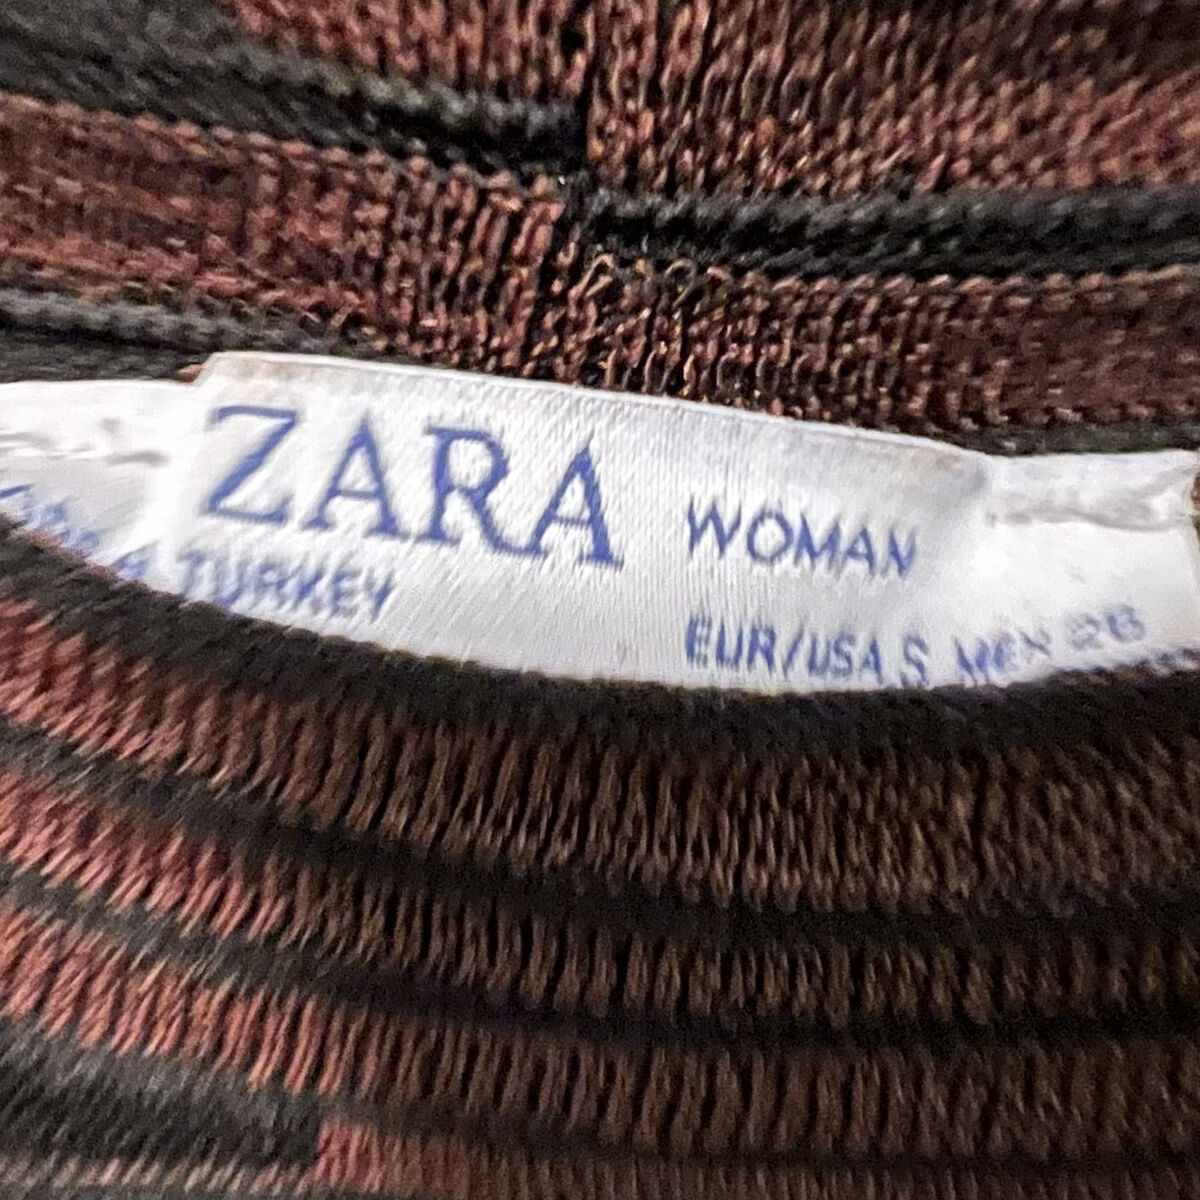 ZARA WOMAN
TURKEY
EUR/USA S MEX 26